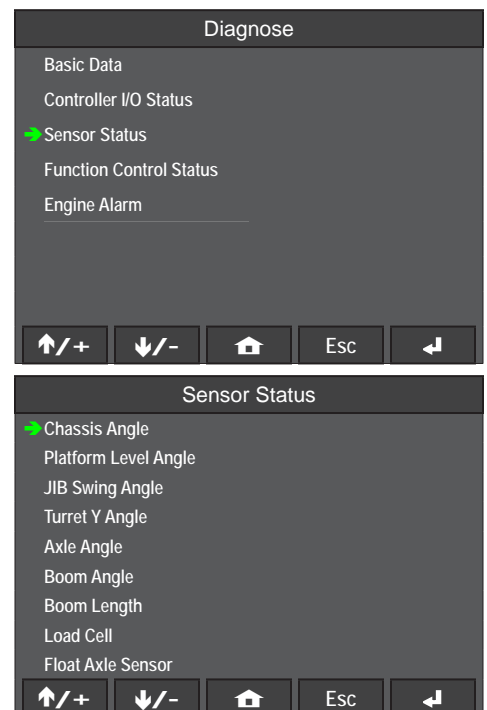 Diagnose
Basic Data
Controller I/O Status
Sensor Status
Function Control Status
Engine Alarm
↑/+ ↓/- Esc
Sensor Status
Chassis Angle
Platform Level Angle
JIB Swing Angle
Turret Y Angle
Axle Angle
Boom Angle
Boom Length
Load Cell
Float Axle Sensor
↑/+ ↓/- Esc